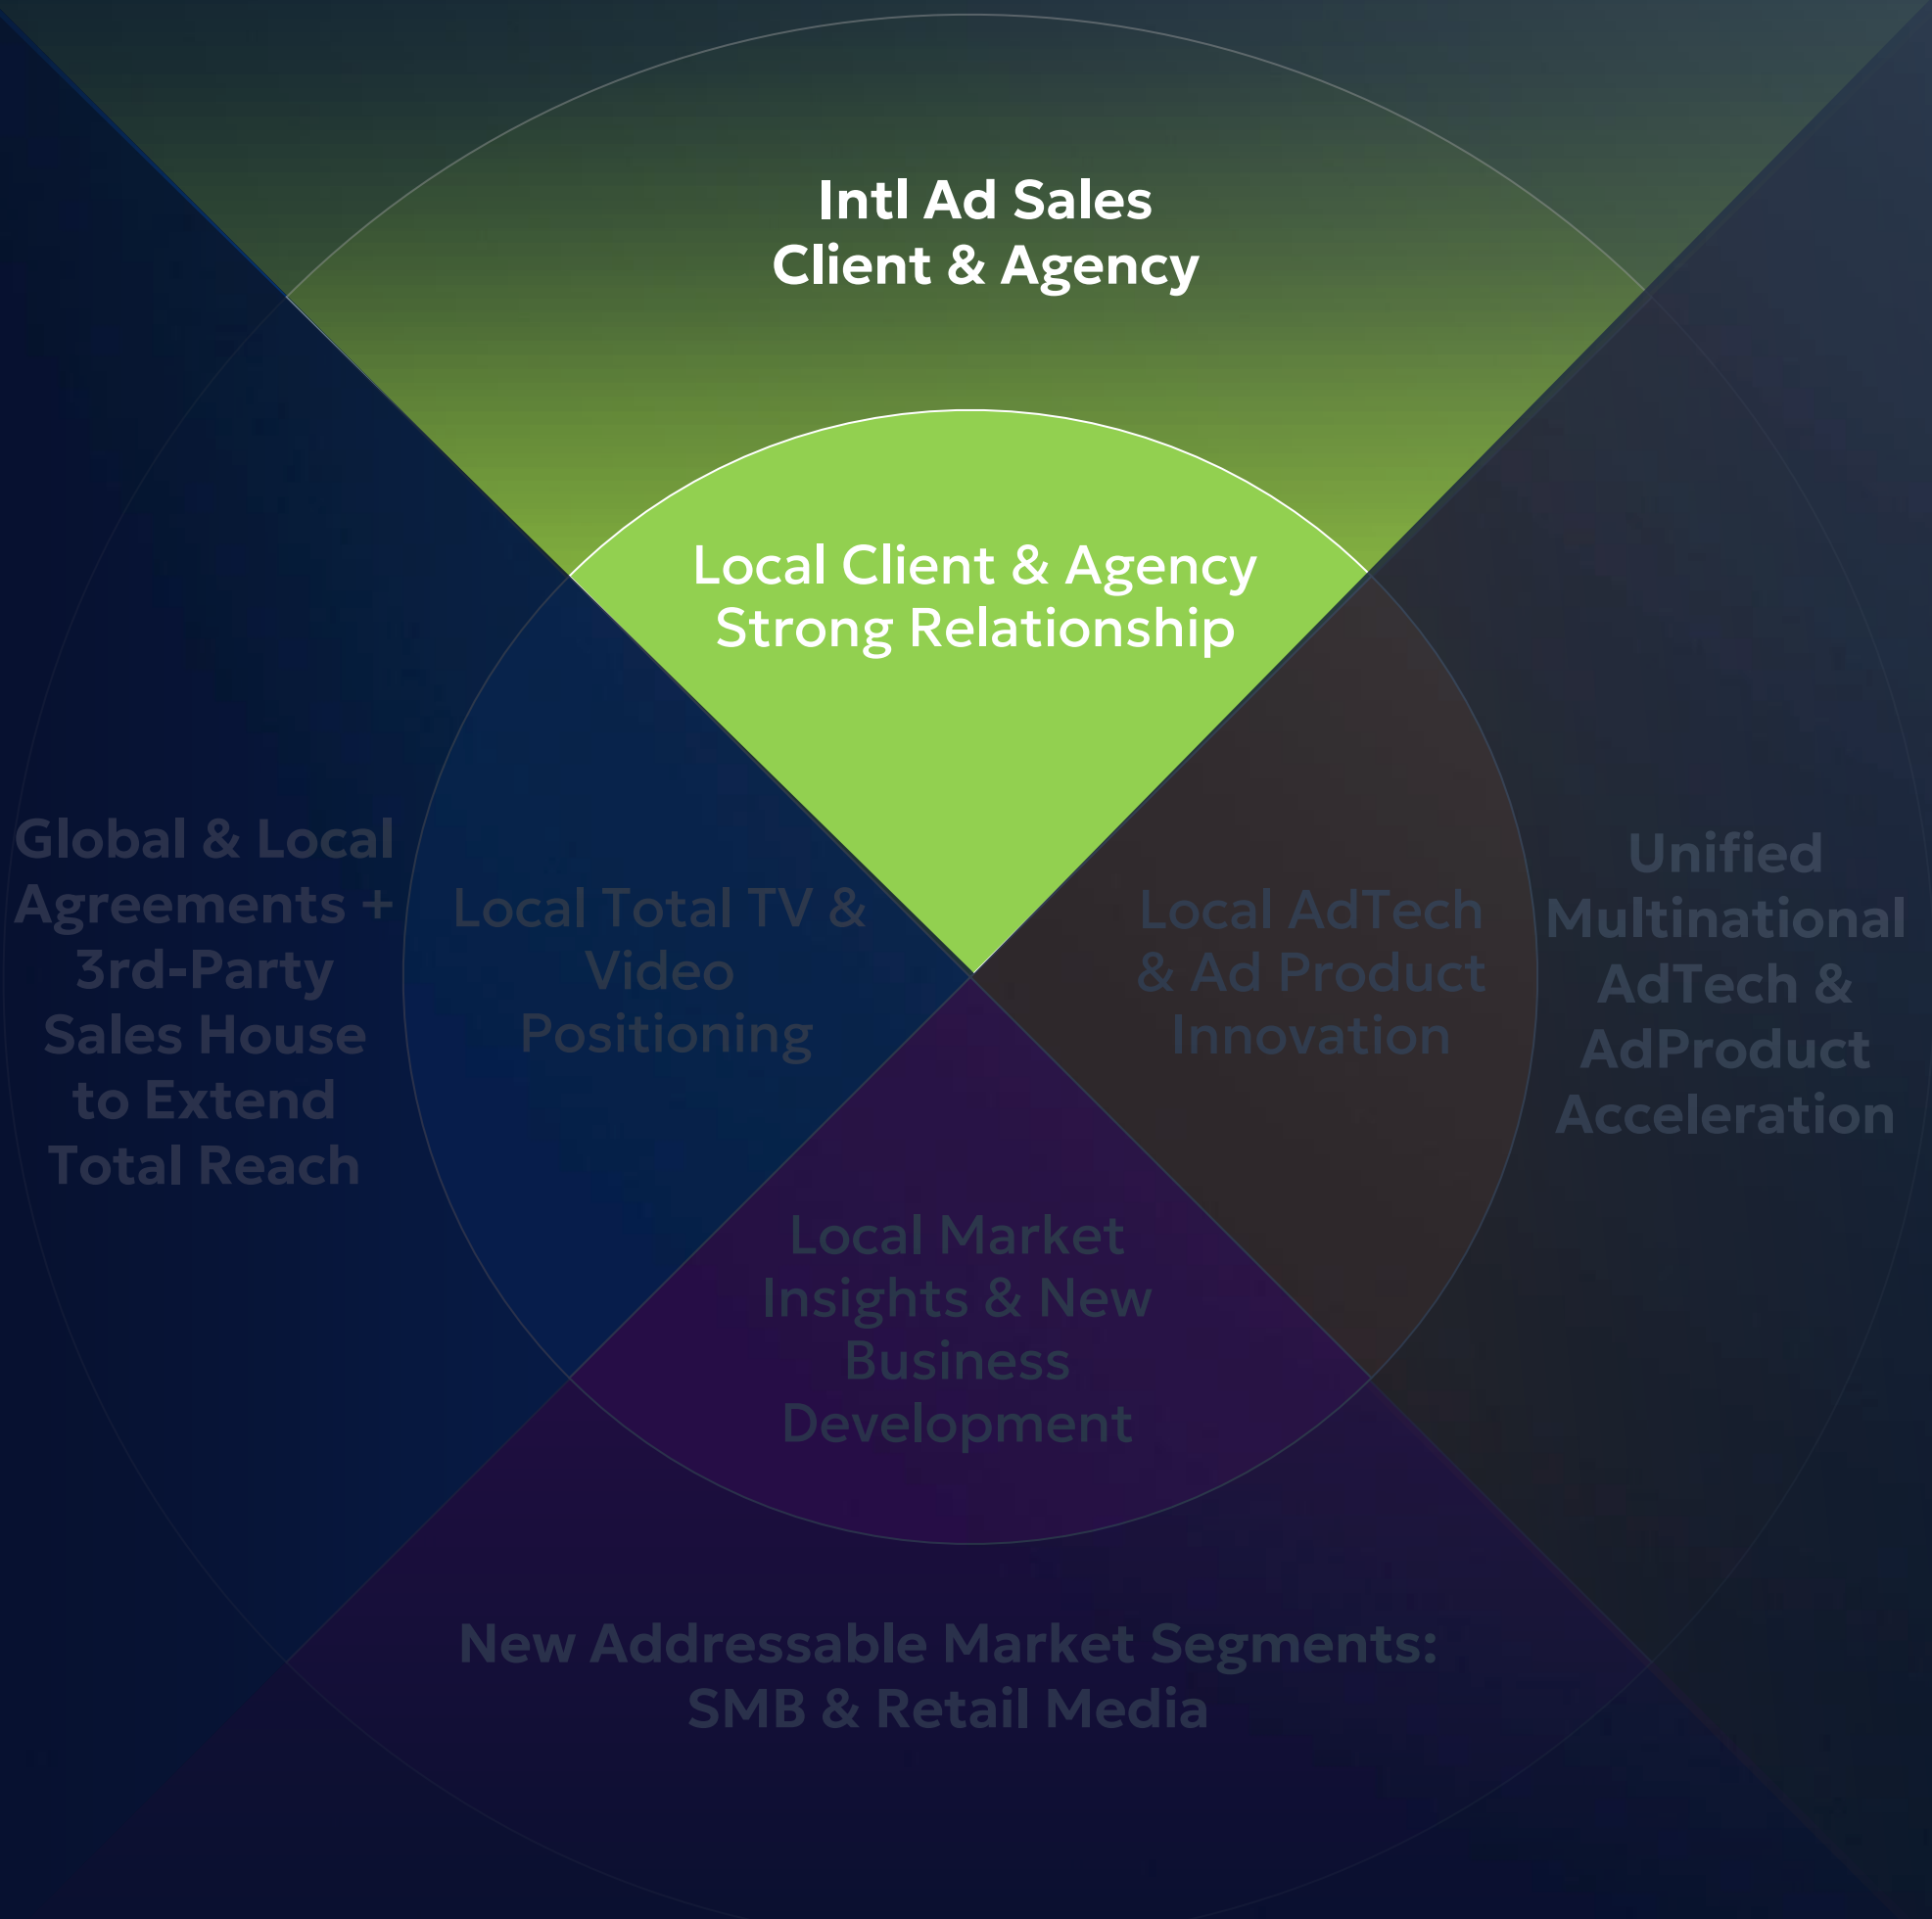 Intl Ad Sales
Client & Agency
Local Client & Agency
Strong Relationship
Global & Local
Agreements +
3rd-Party
Sales House
to Extend
Total Reach
Local Total TV &
Video
Positioning
Local AdTech
& Ad Product
Innovation
Unified
Multinational
AdTech &
AdProduct
Acceleration
Local Market
Insights & New
Business
Development
New Addressable Market Segments:
SMB & Retail Media